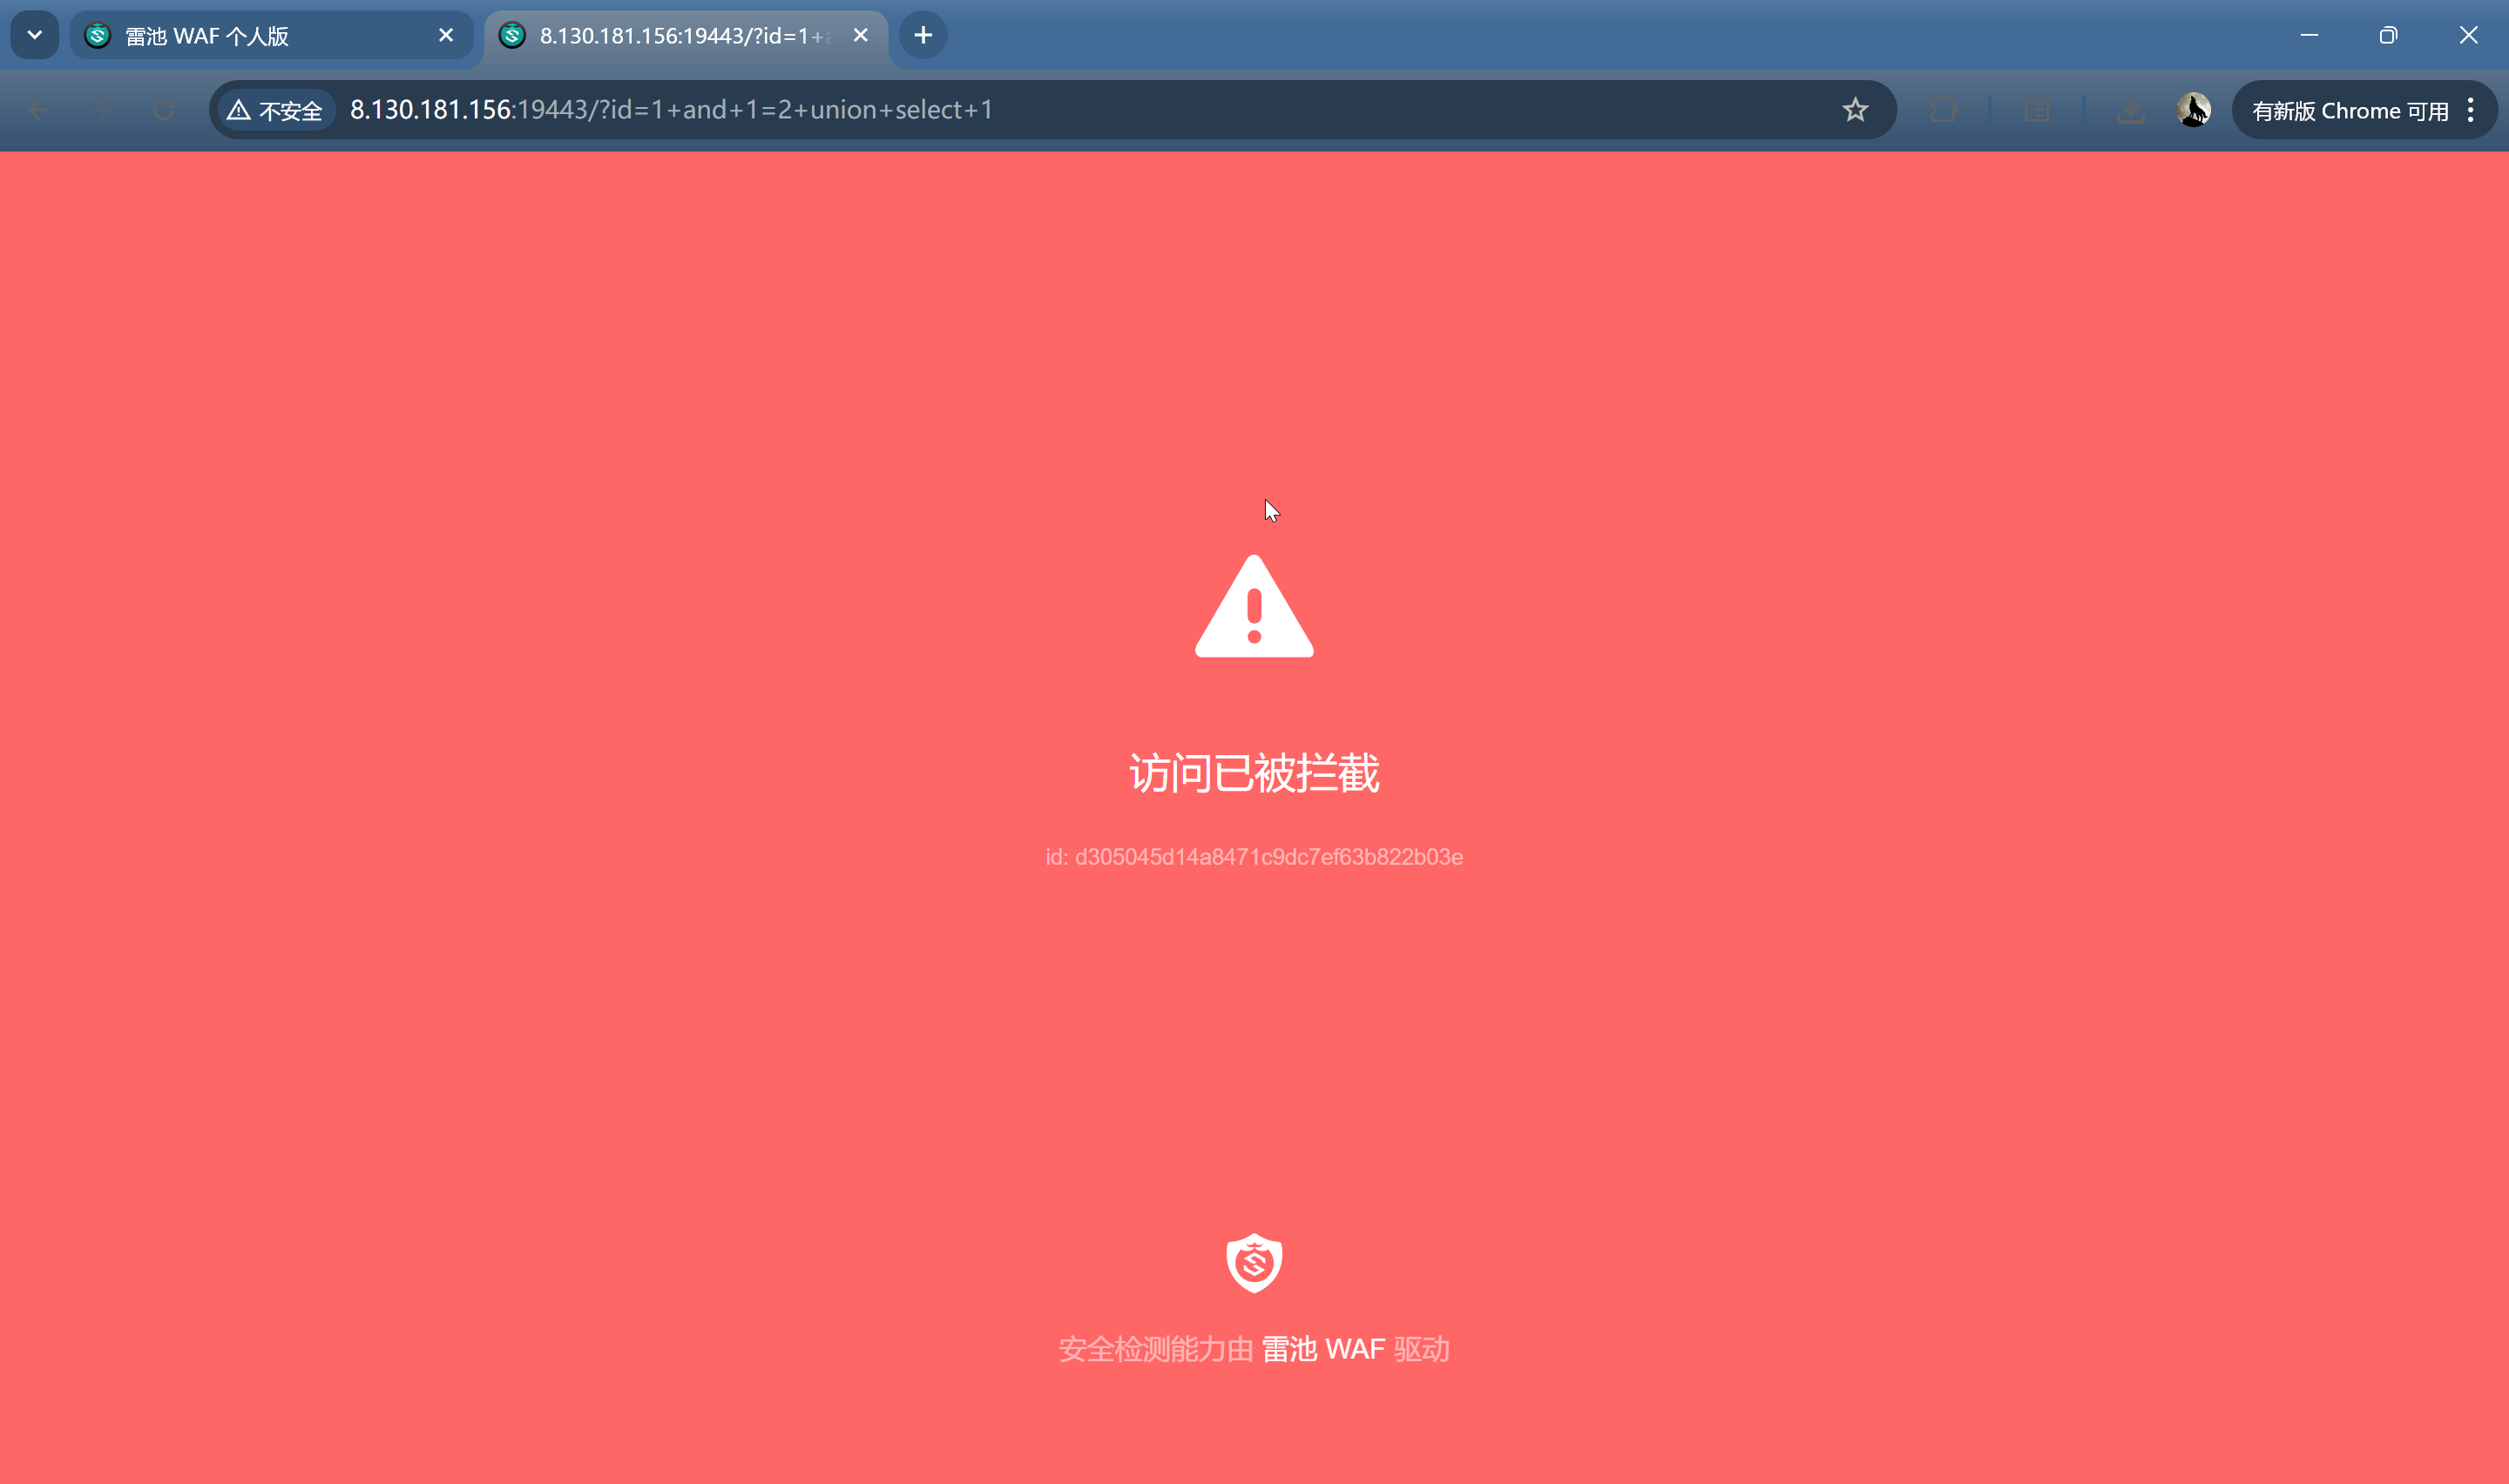 雷池 WAF 个人版
8.130.181.156:19443/?id=1+a
不安全
8.130.181.156:19443/?id=1+and+1=2+union+select+1
有新版 Chrome 可用
访问已被拦截
id: d305045d14a8471c9dc7ef63b822b03e
安全检测能力由 雷池 WAF 驱动